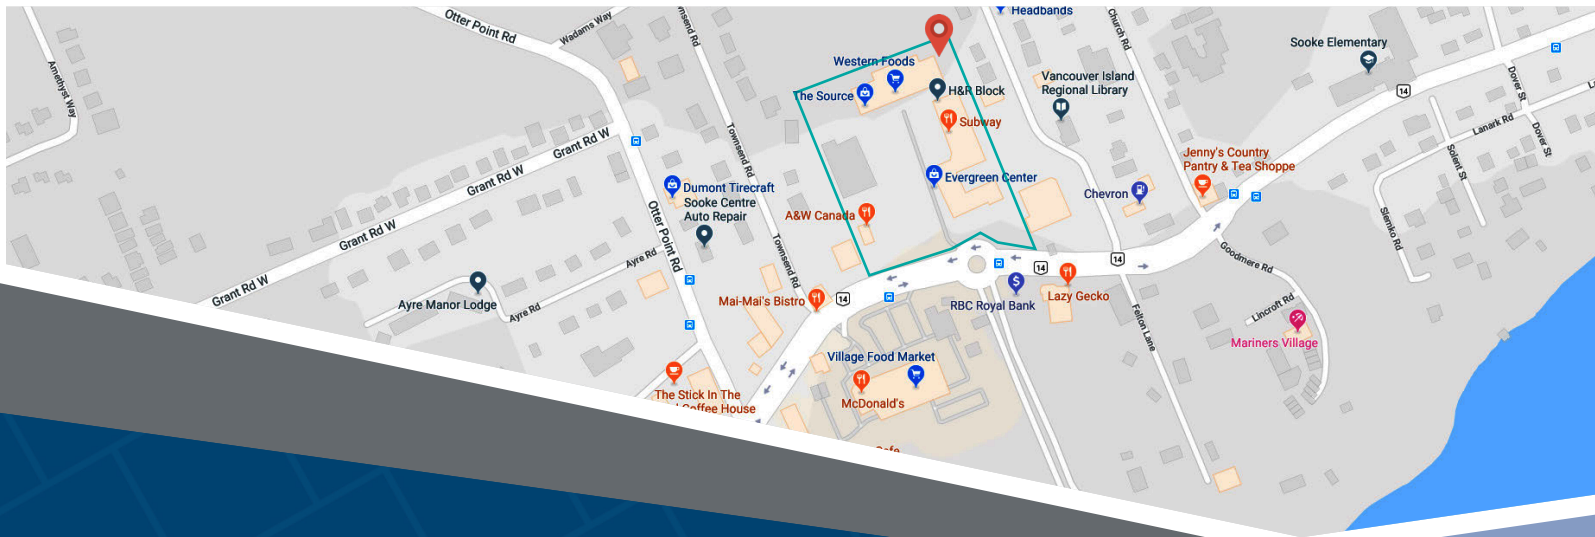 Headbands
Otter Point Rd
Wadams Way
nsend Rd
Church Rd
Sooke Elementary
Western Foods
Vancouver Island
Regional Library
Amethyst Way
The Source
H&R Block
14
Dover St
Subway
Lanark Rd
Dover St
Grant Rd W
Townsend Rd
Solent St
Jenny's Country
Pantry & Tea Shoppe
Grant Rd W
Evergreen Center
Dumont Tirecraft
Sooke Centre
Auto Repair
Chevron
A&W Canada
Otter Point Rd
Slemko Rd
Grant Rd W
Ayre Rd
Townsend Rd
Goodmere Rd
14
14
Grant Rd W
Ayre Manor Lodge
Ayre Rd
Mai-Mai's Bistro
14
RBC Royal Bank
Lazy Gecko
Lincroft Rd
Felton Lane
Mariners Village
Village Food Market
The Stick In The
Coffee House
McDonald's